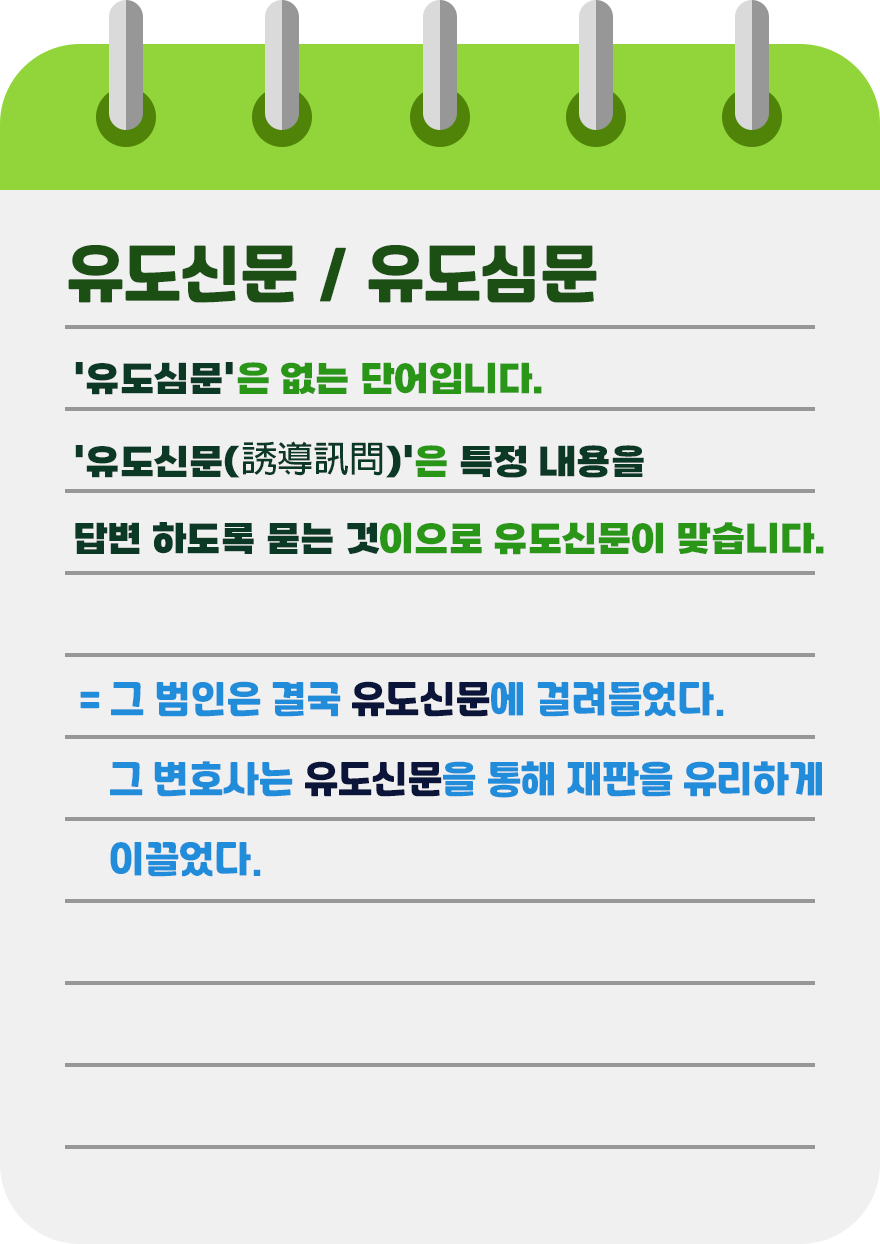 유도신문 / 유도심문
'유도심문'은 없는 단어입니다.
'유도신문(誘導訊問)'은 특정 내용을
답변 하도록 묻는 것이으로 유도신문이 맞습니다.
= 그 범인은 결국 유도신문에 걸려들었다.
그 변호사는 유도신문을 통해 재판을 유리하게
이끌었다.